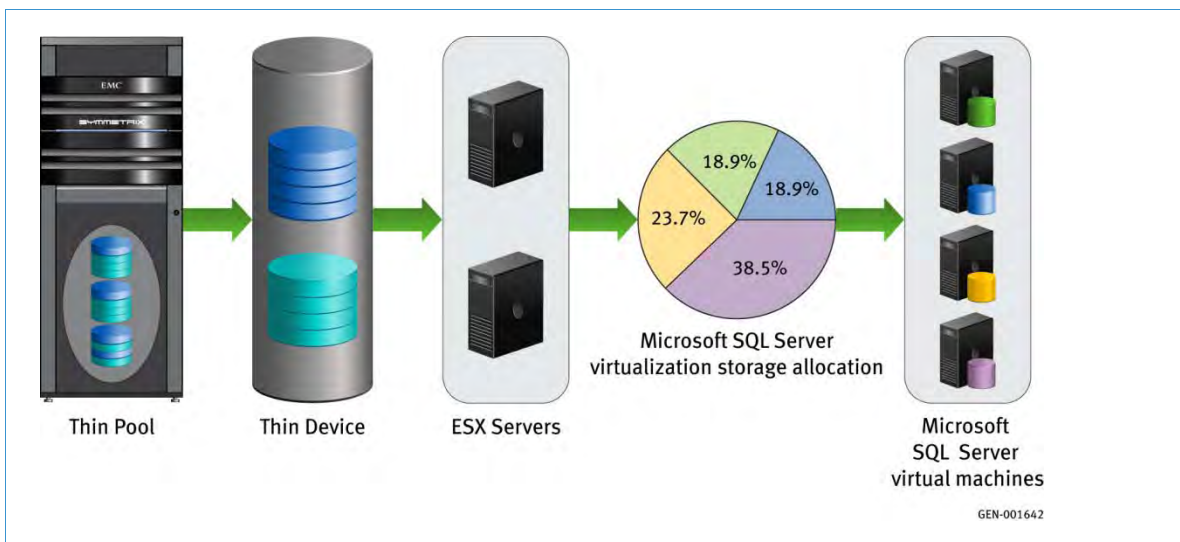 EMC
SYMMETRIX
18.9%
18.9%
23.7%
38.5%
Microsoft SQL Server
virtualization storage allocation
Thin Pool
Thin Device
ESX Servers
Microsoft
SQL Server
virtual machines
GEN-001642